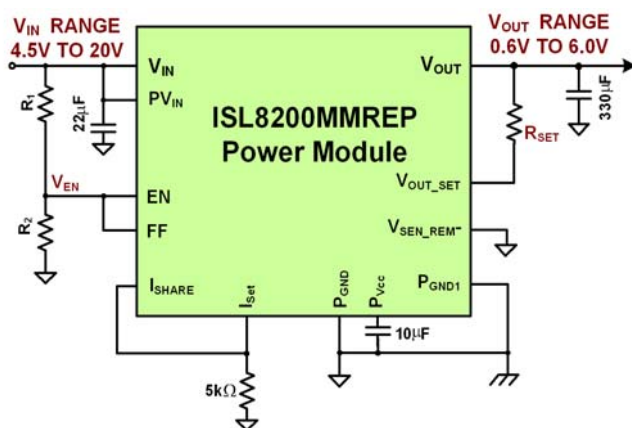 VIN RANGE
4.5V TO 20V
VOUT RANGE
0.6V TO 6.0V
VIN
PVIN
VOUT
R1
22μF
ISL8200MMREP
Power Module
RSET
330μF
VEN
EN
FF
VOUT_SET
R2
VSEN_REM-
ISHARE
ISet
PGND
PVcc
PGND1
10μF
5kΩ